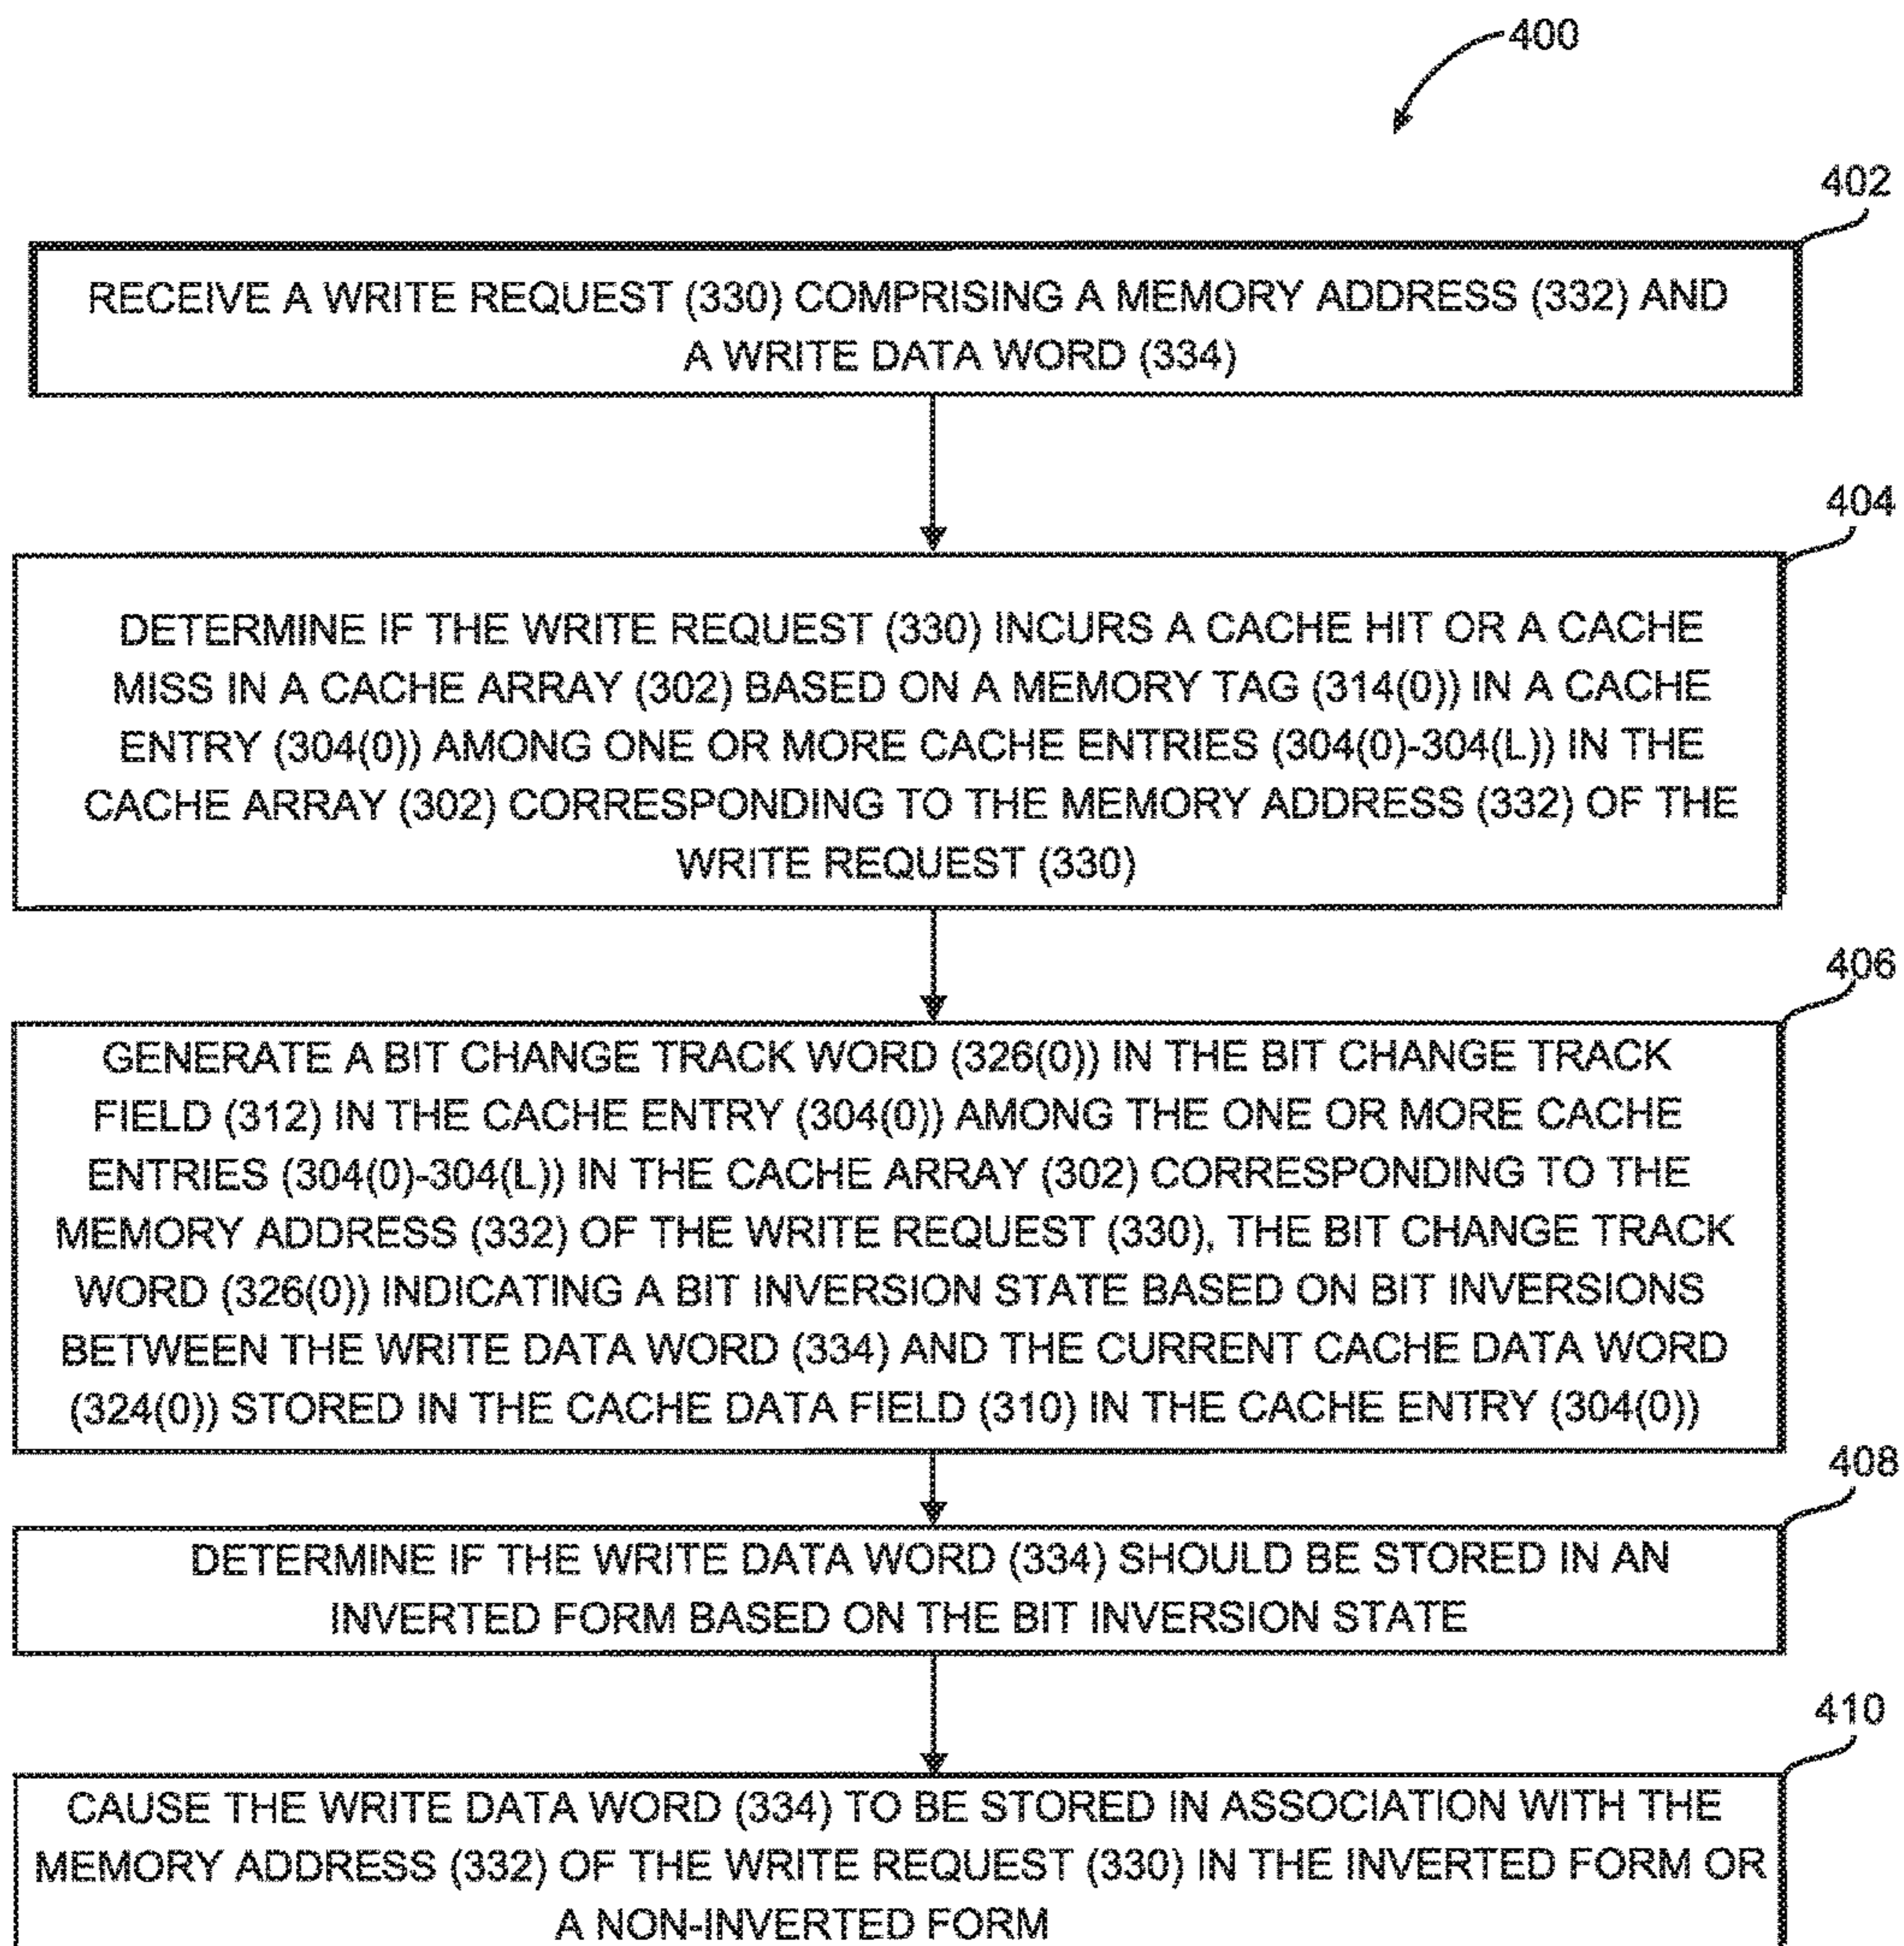 400
402
RECEIVE A WRITE REQUEST (330) COMPRISING A MEMORY ADDRESS (332) AND
A WRITE DATA WORD (334)
404
DETERMINE IF THE WRITE REQUEST (330) INCURS A CACHE HIT OR A CACHE
MISS IN A CACHE ARRAY (302) BASED ON A MEMORY TAG (314(0)) IN A CACHE
ENTRY (304(0)) AMONG ONE OR MORE CACHE ENTRIES (304(0)-304(L)) IN THE
CACHE ARRAY (302) CORRESPONDING TO THE MEMORY ADDRESS (332) OF THE
WRITE REQUEST (330)
406
GENERATE A BIT CHANGE TRACK WORD (326(0)) IN THE BIT CHANGE TRACK
FIELD (312) IN THE CACHE ENTRY (304(0)) AMONG THE ONE OR MORE CACHE
ENTRIES (304(0)-304(L)) IN THE CACHE ARRAY (302) CORRESPONDING TO THE
MEMORY ADDRESS (332) OF THE WRITE REQUEST (330), THE BIT CHANGE TRACK
WORD (326(0)) INDICATING A BIT INVERSION STATE BASED ON BIT INVERSIONS
BETWEEN THE WRITE DATA WORD (334) AND THE CURRENT CACHE DATA WORD
(324(0)) STORED IN THE CACHE DATA FIELD (310) IN THE CACHE ENTRY (304(0))
408
DETERMINE IF THE WRITE DATA WORD (334) SHOULD BE STORED IN AN
INVERTED FORM BASED ON THE BIT INVERSION STATE
410
CAUSE THE WRITE DATA WORD (334) TO BE STORED IN ASSOCIATION WITH THE
MEMORY ADDRESS (332) OF THE WRITE REQUEST (330) IN THE INVERTED FORM OR
A NON-INVERTED FORM